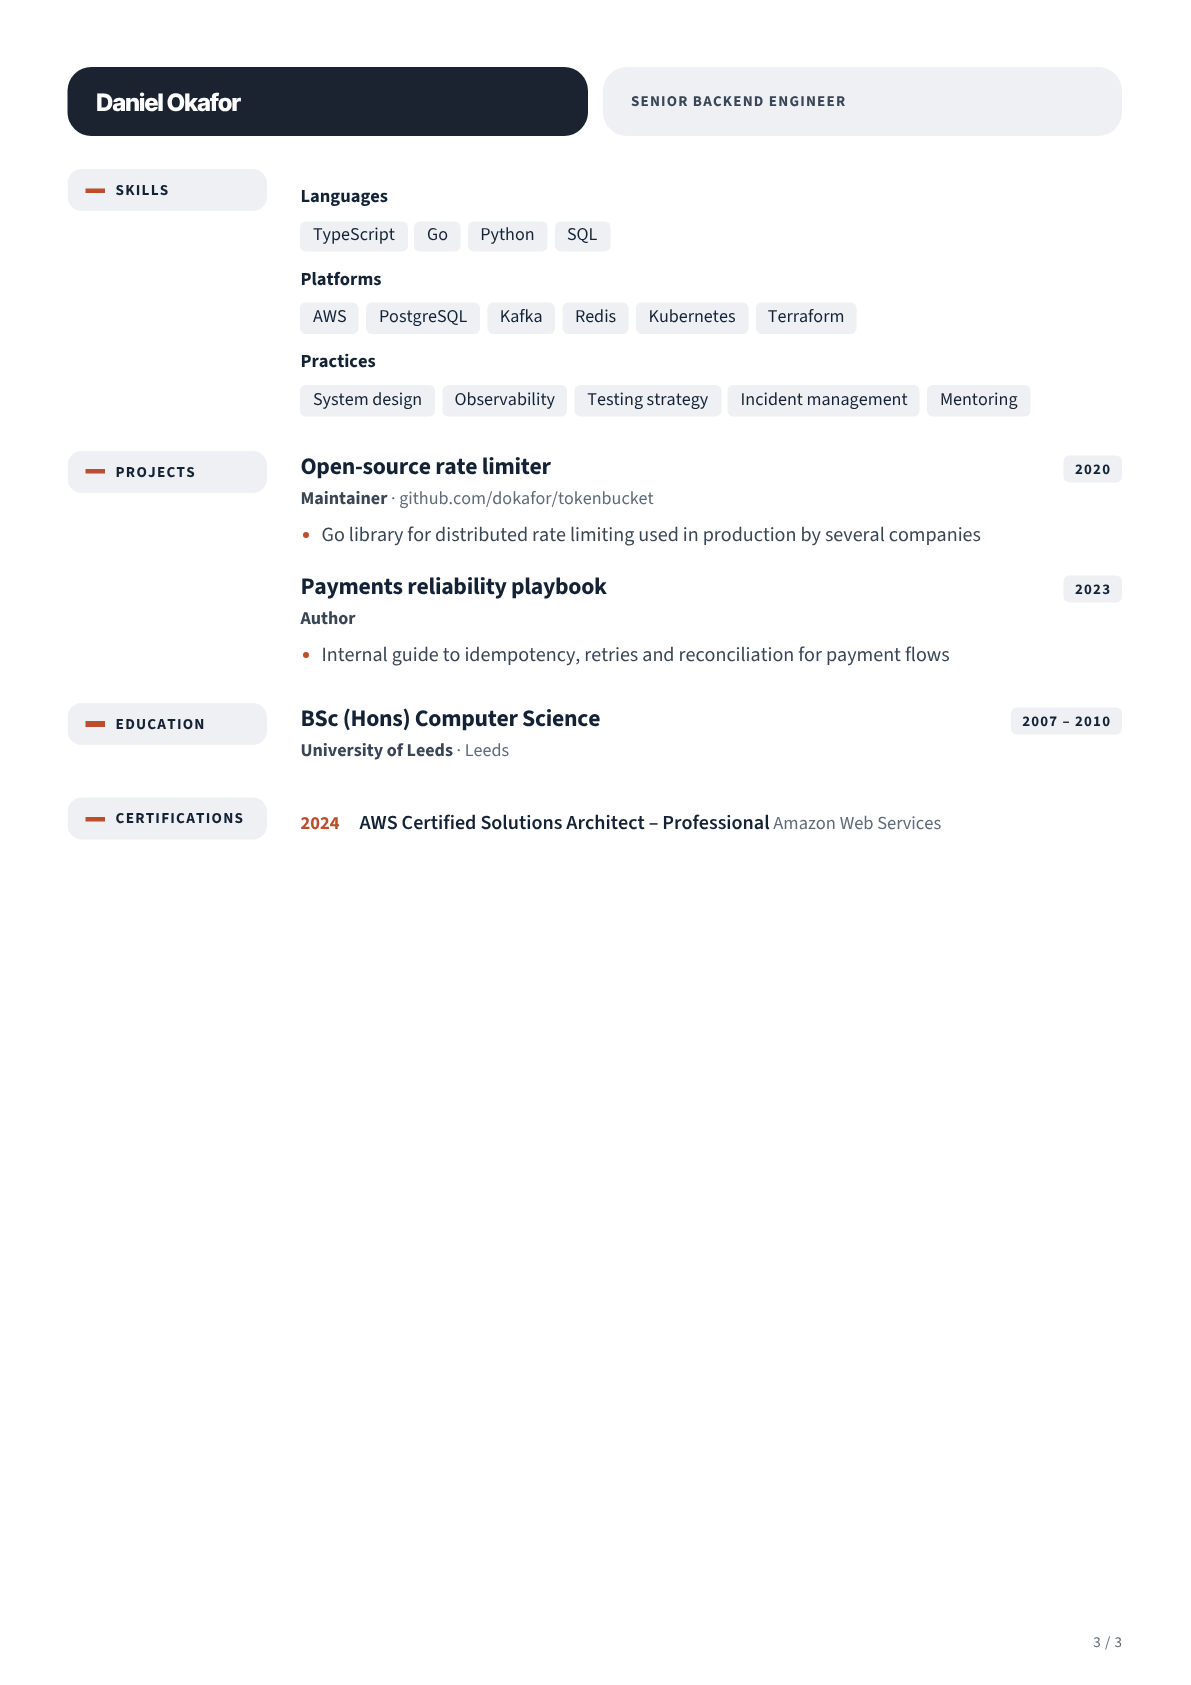 Daniel Okafor
SENIOR BACKEND ENGINEER
SKILLS
Languages
TypeScript Go Python SQL
Platforms
AWS PostgreSQL Kafka Redis Kubernetes Terraform
Practices
System design Observability Testing strategy Incident management Mentoring
PROJECTS
Open-source rate limiter 2020
Maintainer · github.com/dokafor/tokenbucket
• Go library for distributed rate limiting used in production by several companies
Payments reliability playbook 2023
Author
• Internal guide to idempotency, retries and reconciliation for payment flows
EDUCATION
BSc (Hons) Computer Science 2007 – 2010
University of Leeds · Leeds
CERTIFICATIONS
2024 AWS Certified Solutions Architect – Professional Amazon Web Services
3 / 3